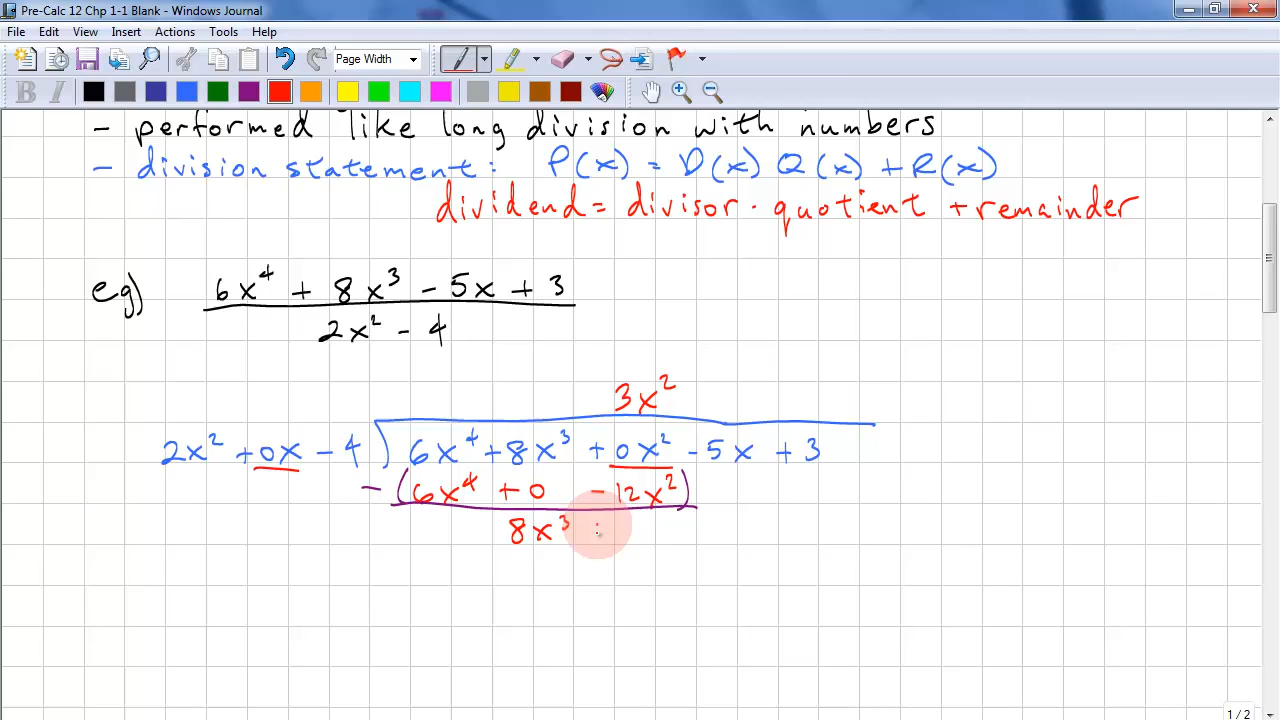 Pre-Calc 12 Chp 1-1 Blank - Windows Journal
File Edit View Insert Actions Tools Help
Page Width
B I
- performed like long division with numbers
- division statement: P(x) = D(x) Q(x) + R(x)
dividend = divisor · quotient + remainder
eg) 6x⁴ + 8x³ - 5x + 3
2x² - 4
3x²
2x² + 0x - 4 ) 6x⁴ + 8x³ + 0x² - 5x + 3
- (6x⁴ + 0 - 12x²)
8x³
1 / 2